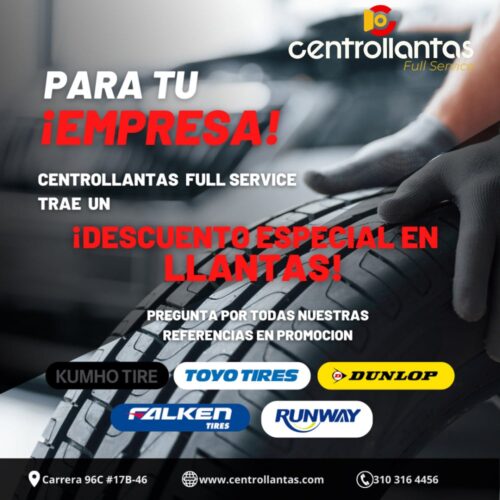 centrollantas
Full Service
PARA TU
¡EMPRESA!
CENTROLLANTAS FULL SERVICE
TRAE UN
¡DESCUENTO ESPECIAL EN
LLANTAS!
PREGUNTA POR TODAS NUESTRAS
REFERENCIAS EN PROMOCION
KUMHO TIRE
TOYO TIRES
DUNLOP
FALKEN
TIRES
RUNWAY
Carrera 96C #17B-46
www.centrollantas.com
310 316 4456